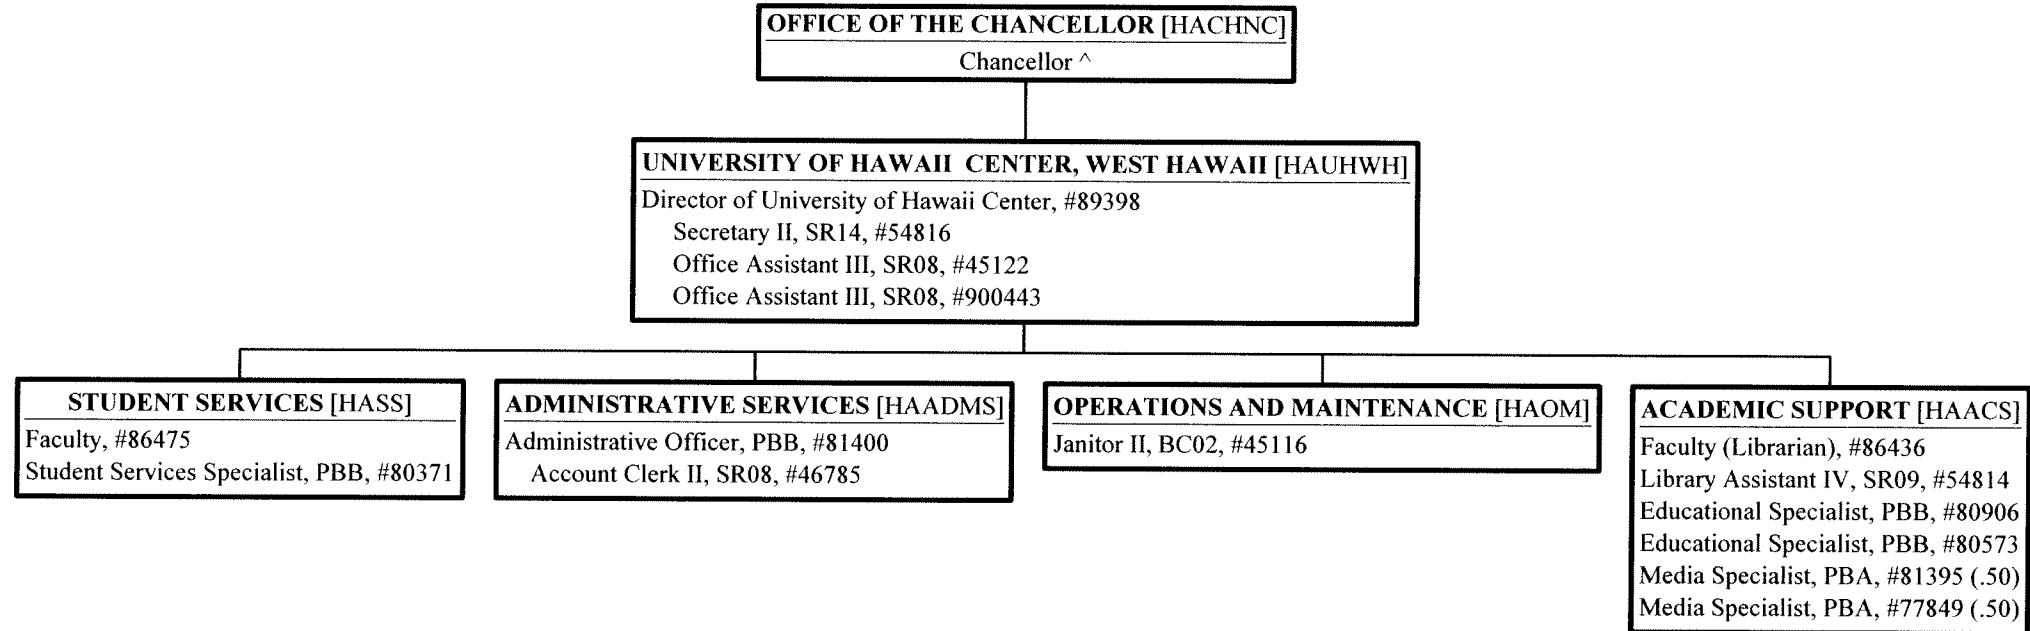 OFFICE OF THE CHANCELLOR [HACHNC]
Chancellor ^
UNIVERSITY OF HAWAII CENTER, WEST HAWAII [HAUHWH]
Director of University of Hawaii Center, #89398
Secretary II, SR14, #54816
Office Assistant III, SR08, #45122
Office Assistant III, SR08, #900443
STUDENT SERVICES [HASS]
Faculty, #86475
Student Services Specialist, PBB, #80371
ADMINISTRATIVE SERVICES [HAADMS]
Administrative Officer, PBB, #81400
Account Clerk II, SR08, #46785
OPERATIONS AND MAINTENANCE [HAOM]
Janitor II, BC02, #45116
ACADEMIC SUPPORT [HAACS]
Faculty (Librarian), #86436
Library Assistant IV, SR09, #54814
Educational Specialist, PBB, #80906
Educational Specialist, PBB, #80573
Media Specialist, PBA, #81395 (.50)
Media Specialist, PBA, #77849 (.50)